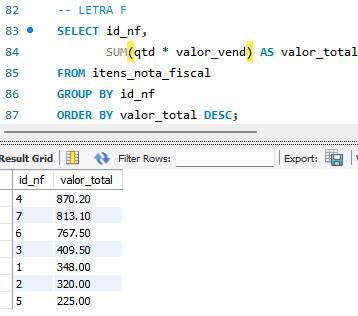 82 -- LETRA F
83 SELECT id_nf,
84 SUM(qtd * valor_vend) AS valor_total
85 FROM itens_nota_fiscal
86 GROUP BY id_nf
87 ORDER BY valor_total DESC;
Result Grid Filter Rows: Export:
id_nf valor_total
4 870.20
7 813.10
6 767.50
3 409.50
1 348.00
2 320.00
5 225.00